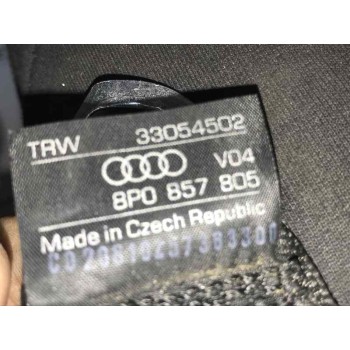 TRW 33054502
V04
8P0 857 805
Made in Czech Republic